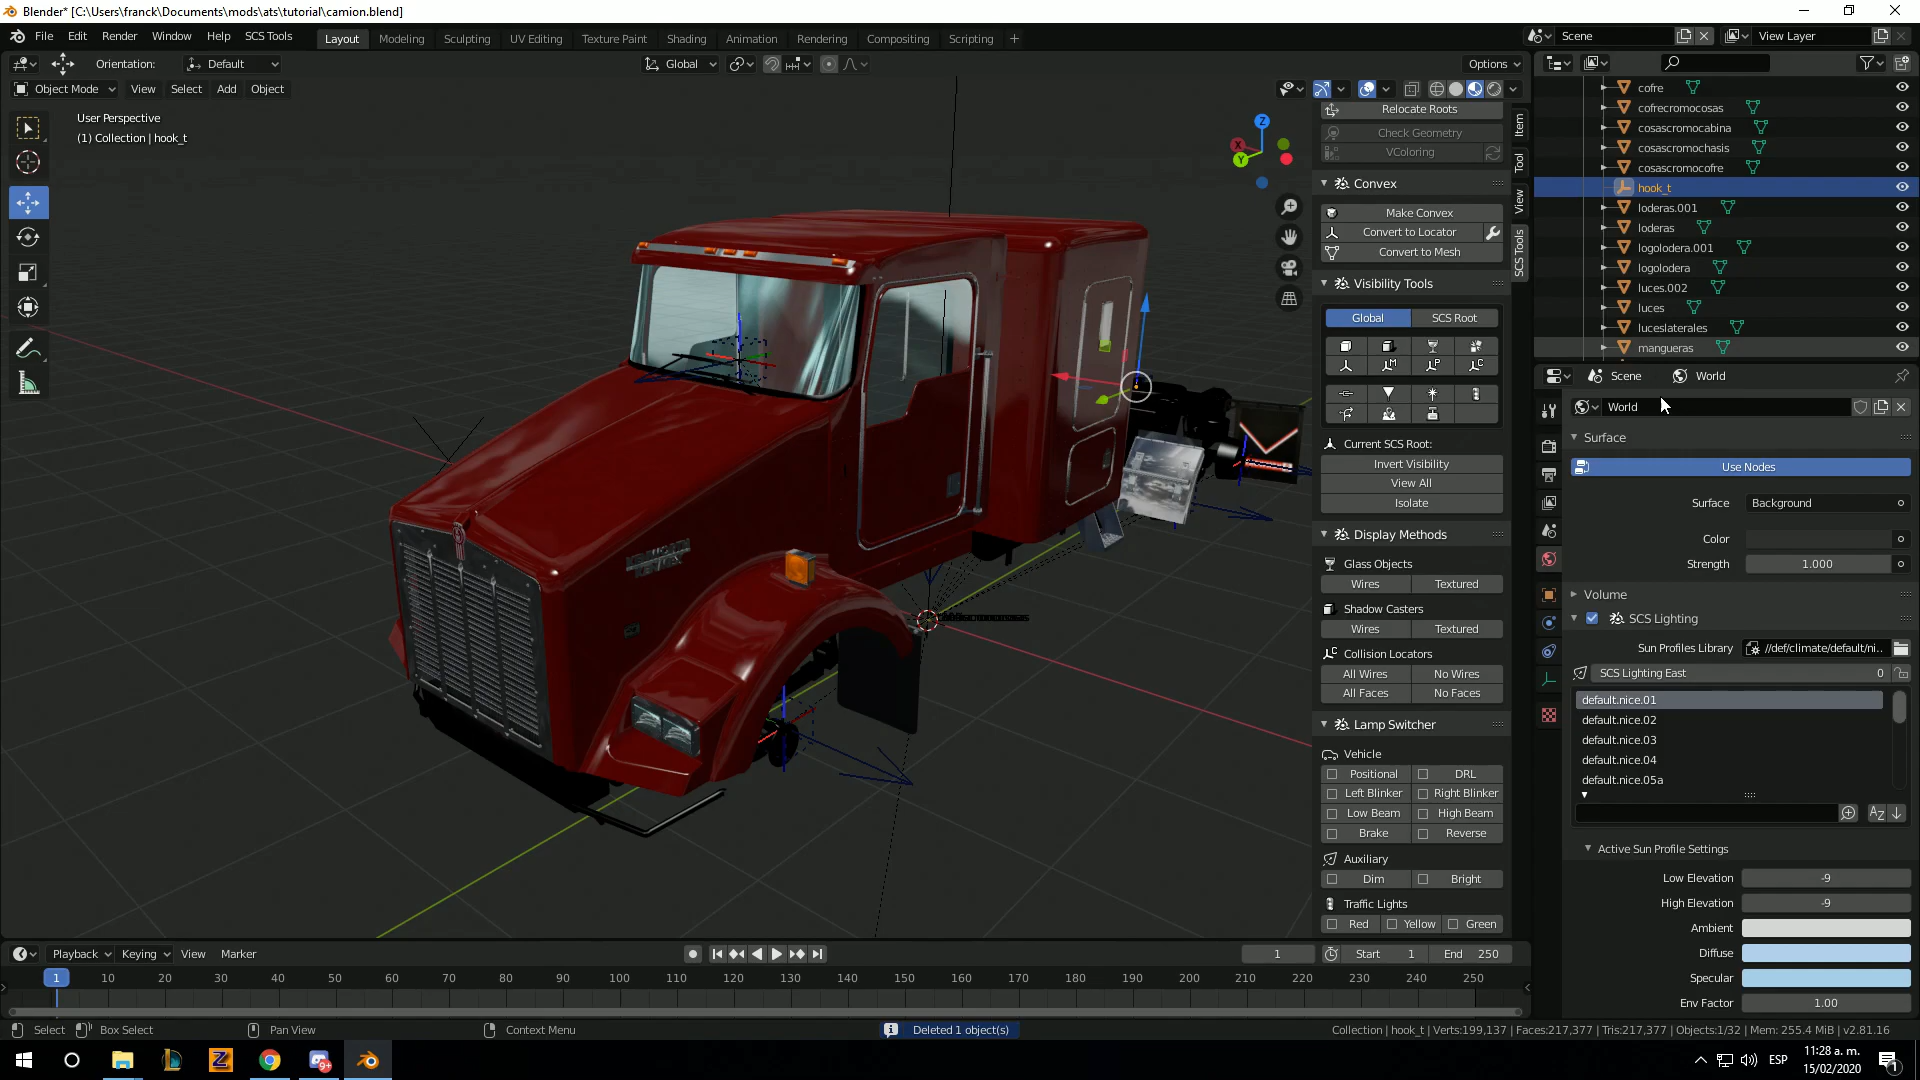 Blender* [C:\Users\franck\Documents\mods\ats\tutorial\camion.blend]
File Edit Render Window Help SCS Tools
Layout Modeling Sculpting UV Editing Texture Paint Shading Animation Rendering Compositing Scripting +
Scene
View Layer
Orientation: Default
Global
Options
Object Mode View Select Add Object
User Perspective
(1) Collection | hook_t
Z
X
Y
Relocate Roots
Check Geometry
VColoring
Convex
Make Convex
Convert to Locator
Convert to Mesh
Visibility Tools
Global SCS Root
Current SCS Root:
Invert Visibility
View All
Isolate
Display Methods
Glass Objects
Wires Textured
Shadow Casters
Wires Textured
Collision Locators
All Wires No Wires
All Faces No Faces
Lamp Switcher
Vehicle
Positional DRL
Left Blinker Right Blinker
Low Beam High Beam
Brake Reverse
Auxiliary
Dim Bright
Traffic Lights
Red Yellow Green
Item
Tool
View
SCS Tools
cofre
cofrecromocosas
cosascromocabina
cosascromochasis
cosascromocofre
hook_t
loderas.001
loderas
logolodera.001
logolodera
luces.002
luces
luceslaterales
mangueras
Scene World
World
Surface
Use Nodes
Surface Background
Color
Strength 1.000
Volume
SCS Lighting
Sun Profiles Library //def/climate/default/ni..
SCS Lighting East 0
default.nice.01
default.nice.02
default.nice.03
default.nice.04
default.nice.05a
Active Sun Profile Settings
Low Elevation -9
High Elevation -9
Ambient
Diffuse
Specular
Env Factor 1.00
Playback Keying View Marker
1 Start 1 End 250
1 10 20 30 40 50 60 70 80 90 100 110 120 130 140 150 160 170 180 190 200 210 220 230 240 250
Select Box Select Pan View Context Menu
Deleted 1 object(s)
Collection | hook_t | Verts:199,137 | Faces:217,377 | Tris:217,377 | Objects:1/32 | Mem: 255.4 MiB | v2.81.16
9+
ESP
11:28 a. m.
15/02/2020
1